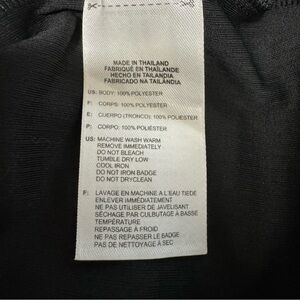 MADE IN THAILAND
FABRIQUÉ EN THAÏLANDE
HECHO EN TAILANDIA
FABRICADO NA TAILÂNDIA
US: BODY: 100% POLYESTER
F: CORPS: 100% POLYESTER
E: CUERPO (TRONCO): 100% POLIÉSTER
P: CORPO: 100% POLIÉSTER
US: MACHINE WASH WARM
REMOVE IMMEDIATELY
DO NOT BLEACH
TUMBLE DRY LOW
COOL IRON
DO NOT IRON BADGE
DO NOT DRYCLEAN
F: LAVAGE EN MACHINE A L'EAU TIEDE
ENLEVER IMMÉDIATEMENT
NE PAS UTILISER DE JAVELISANT
SÉCHAGE PAR CULBUTAGE À BASSE
TEMPÉRATURE
REPASSAGE À FROID
NE PAS REPASSER LE BADGE
PAS DE NETTOYAGE À SEC